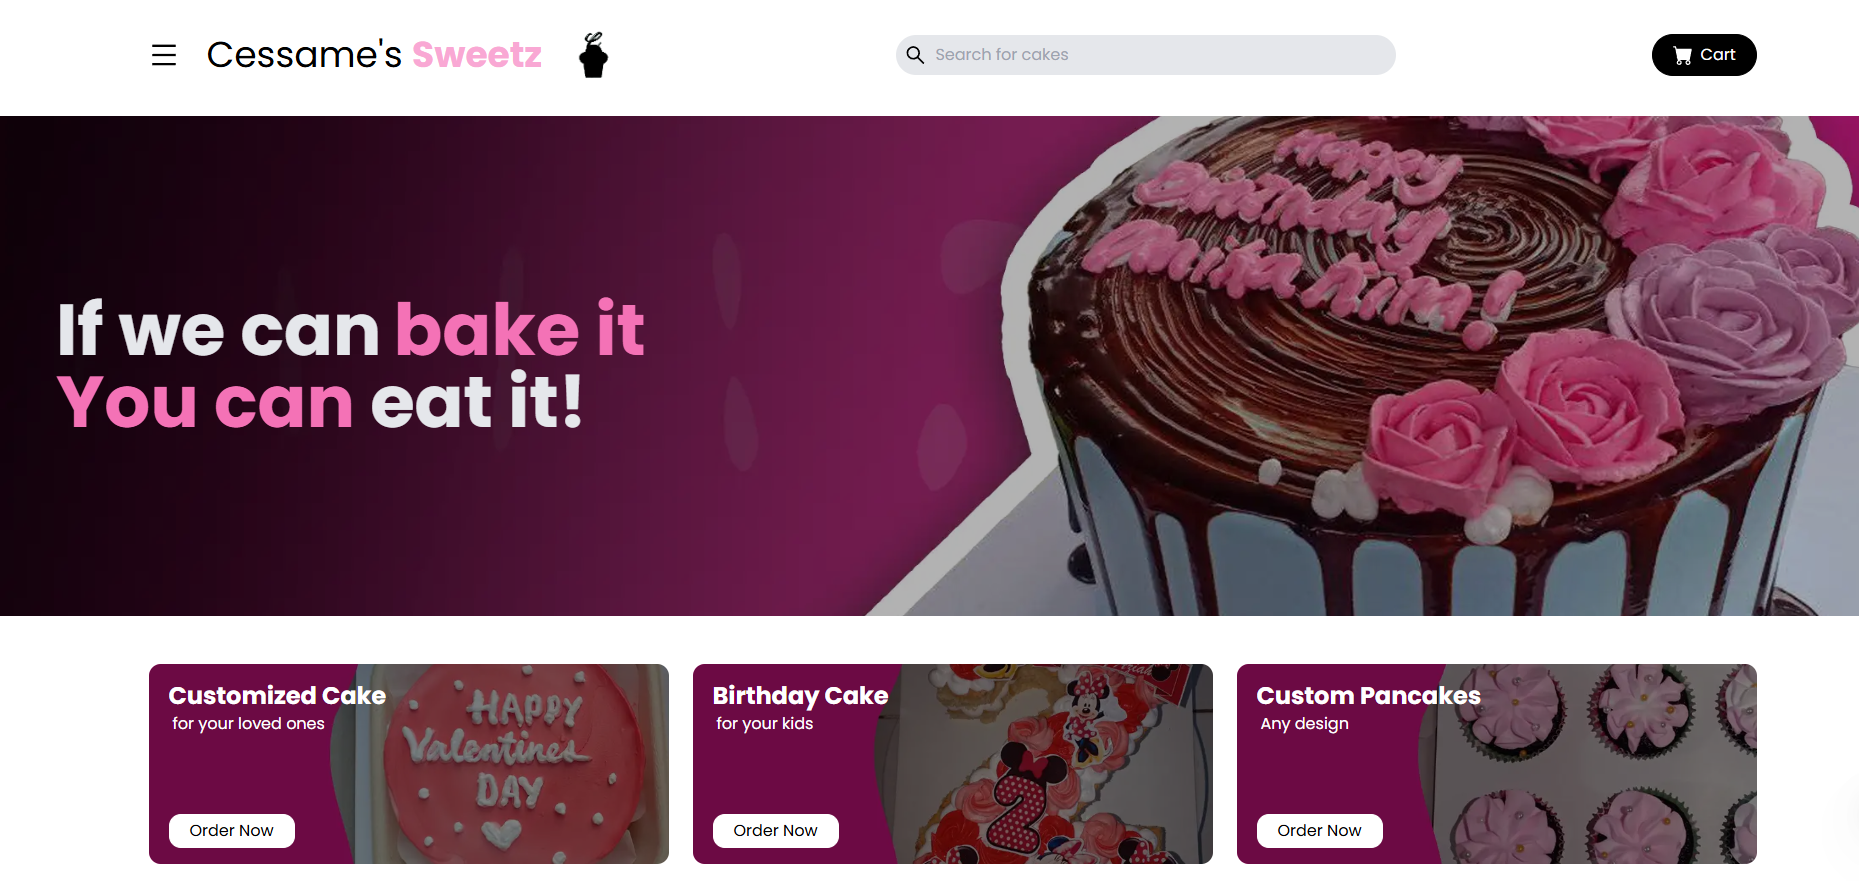 Cessame's Sweetz
Search for cakes
Cart
If we can bake it
You can eat it!
Happy
Birthday
Anita
Customized Cake
for your loved ones
HAPPY
Valentines
DAY
Order Now
Birthday Cake
for your kids
2
Order Now
Custom Pancakes
Any design
Order Now